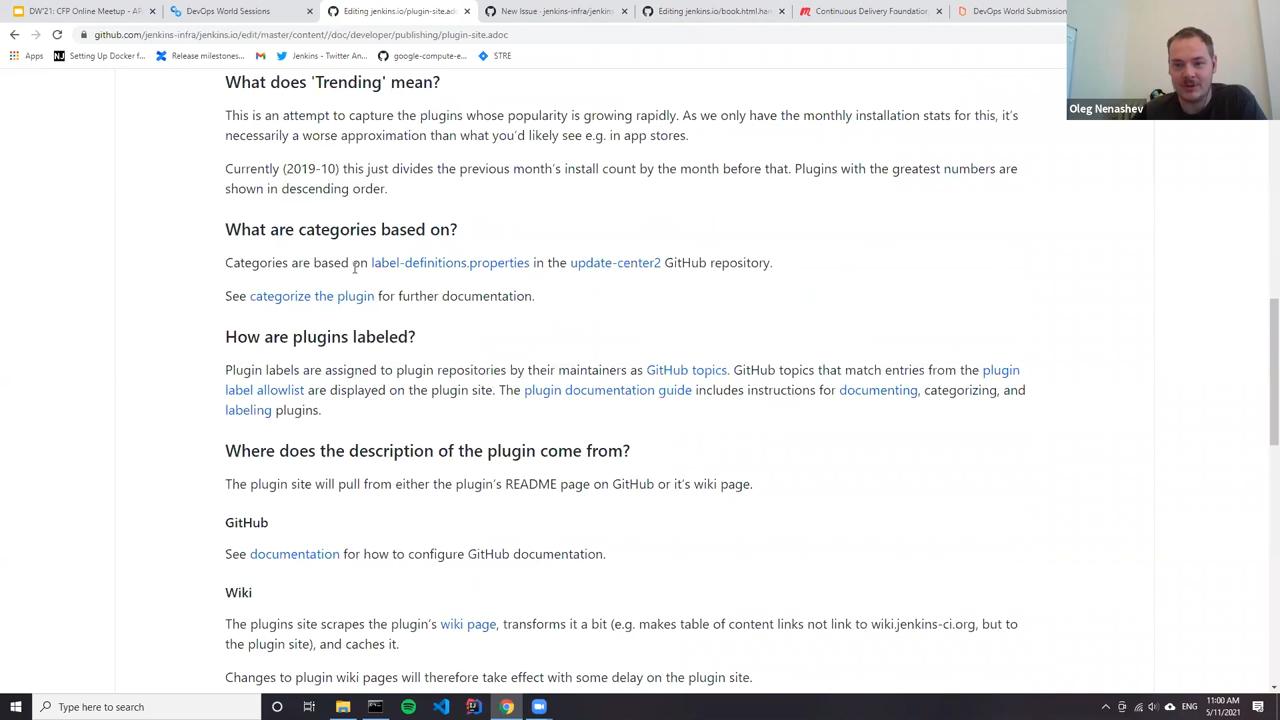 DW'21: CFP Online Meetup - AP
DevOps World Sessions
Editing jenkins.io/plugin-site.ad
New Issue · jenkins-infra/jenkins
Editing jenkins.io/book.html.ha
Continuous Delivery Foundation
DevOps World Submission
github.com/jenkins-infra/jenkins.io/edit/master/content//doc/developer/publishing/plugin-site.adoc
Apps
Setting Up Docker f...
Release milestones...
Jenkins - Twitter An...
google-compute-e...
STRE
Oleg Nenashev
What does 'Trending' mean?
This is an attempt to capture the plugins whose popularity is growing rapidly. As we only have the monthly installation stats for this, it's
necessarily a worse approximation than what you'd likely see e.g. in app stores.
Currently (2019-10) this just divides the previous month's install count by the month before that. Plugins with the greatest numbers are
shown in descending order.
What are categories based on?
Categories are based on label-definitions.properties in the update-center2 GitHub repository.
See categorize the plugin for further documentation.
How are plugins labeled?
Plugin labels are assigned to plugin repositories by their maintainers as GitHub topics. GitHub topics that match entries from the plugin
label allowlist are displayed on the plugin site. The plugin documentation guide includes instructions for documenting, categorizing, and
labeling plugins.
Where does the description of the plugin come from?
The plugin site will pull from either the plugin's README page on GitHub or it's wiki page.
GitHub
See documentation for how to configure GitHub documentation.
Wiki
The plugins site scrapes the plugin's wiki page, transforms it a bit (e.g. makes table of content links not link to wiki.jenkins-ci.org, but to
the plugin site), and caches it.
Changes to plugin wiki pages will therefore take effect with some delay on the plugin site.
Type here to search
ENG
11:00 AM
5/11/2021